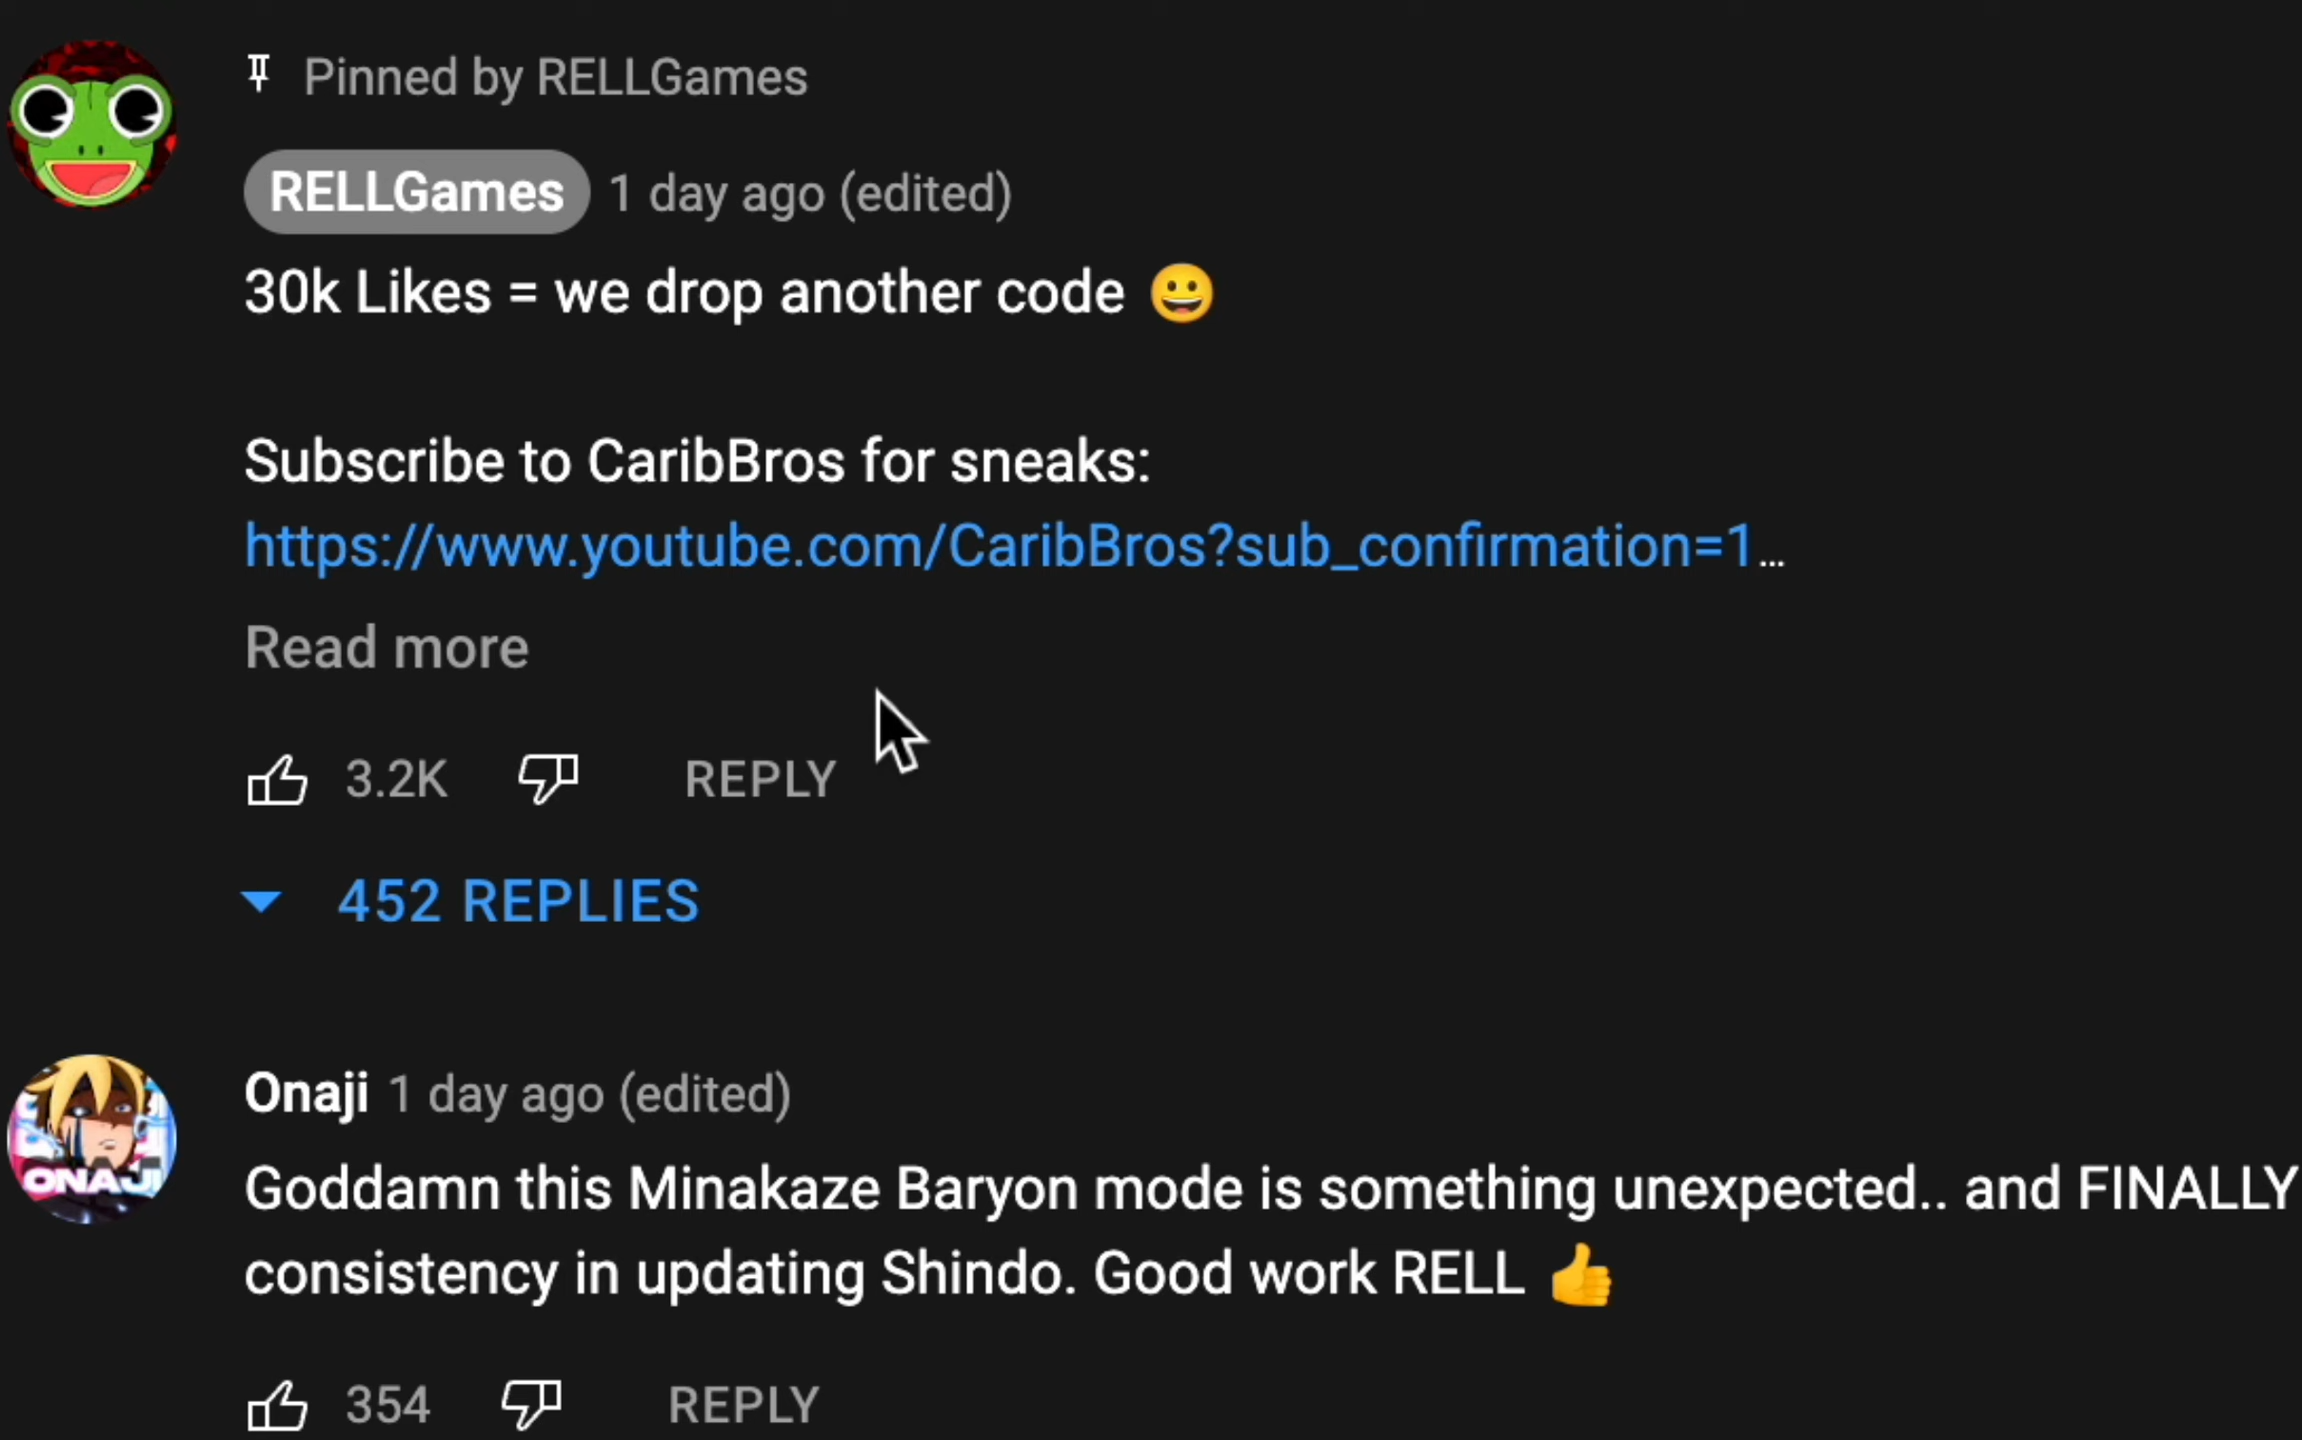 Pinned by RELLGames
RELLGames 1 day ago (edited)
30k Likes = we drop another code 😀
Subscribe to CaribBros for sneaks:
https://www.youtube.com/CaribBros?sub_confirmation=1...
Read more
3.2K REPLY
452 REPLIES
ONAJI
Onaji 1 day ago (edited)
Goddamn this Minakaze Baryon mode is something unexpected.. and FINALLY
consistency in updating Shindo. Good work RELL 👍
354 REPLY